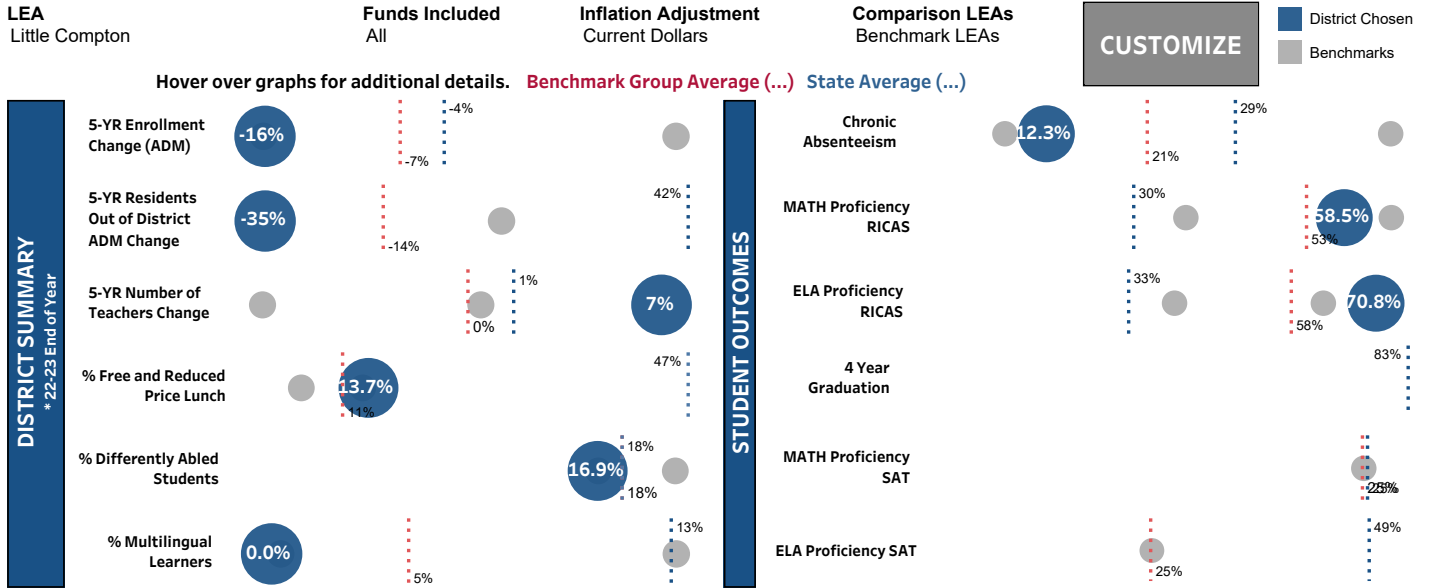 LEA
Little Compton
Funds Included
All
Inflation Adjustment
Current Dollars
Comparison LEAs
Benchmark LEAs
CUSTOMIZE
District Chosen
Benchmarks
Hover over graphs for additional details. Benchmark Group Average (...) State Average (...)
DISTRICT SUMMARY
* 22-23 End of Year
5-YR Enrollment
Change (ADM)
-16%
-7%
-4%
5-YR Residents
Out of District
ADM Change
-35%
-14%
42%
5-YR Number of
Teachers Change
0%
1%
7%
% Free and Reduced
Price Lunch
13.7%
11%
47%
% Differently Abled
Students
16.9%
18%
18%
% Multilingual
Learners
0.0%
5%
13%
STUDENT OUTCOMES
Chronic
Absenteeism
12.3%
21%
29%
MATH Proficiency
RICAS
30%
53%
58.5%
ELA Proficiency
RICAS
33%
58%
70.8%
4 Year
Graduation
83%
MATH Proficiency
SAT
25%
ELA Proficiency SAT
25%
49%